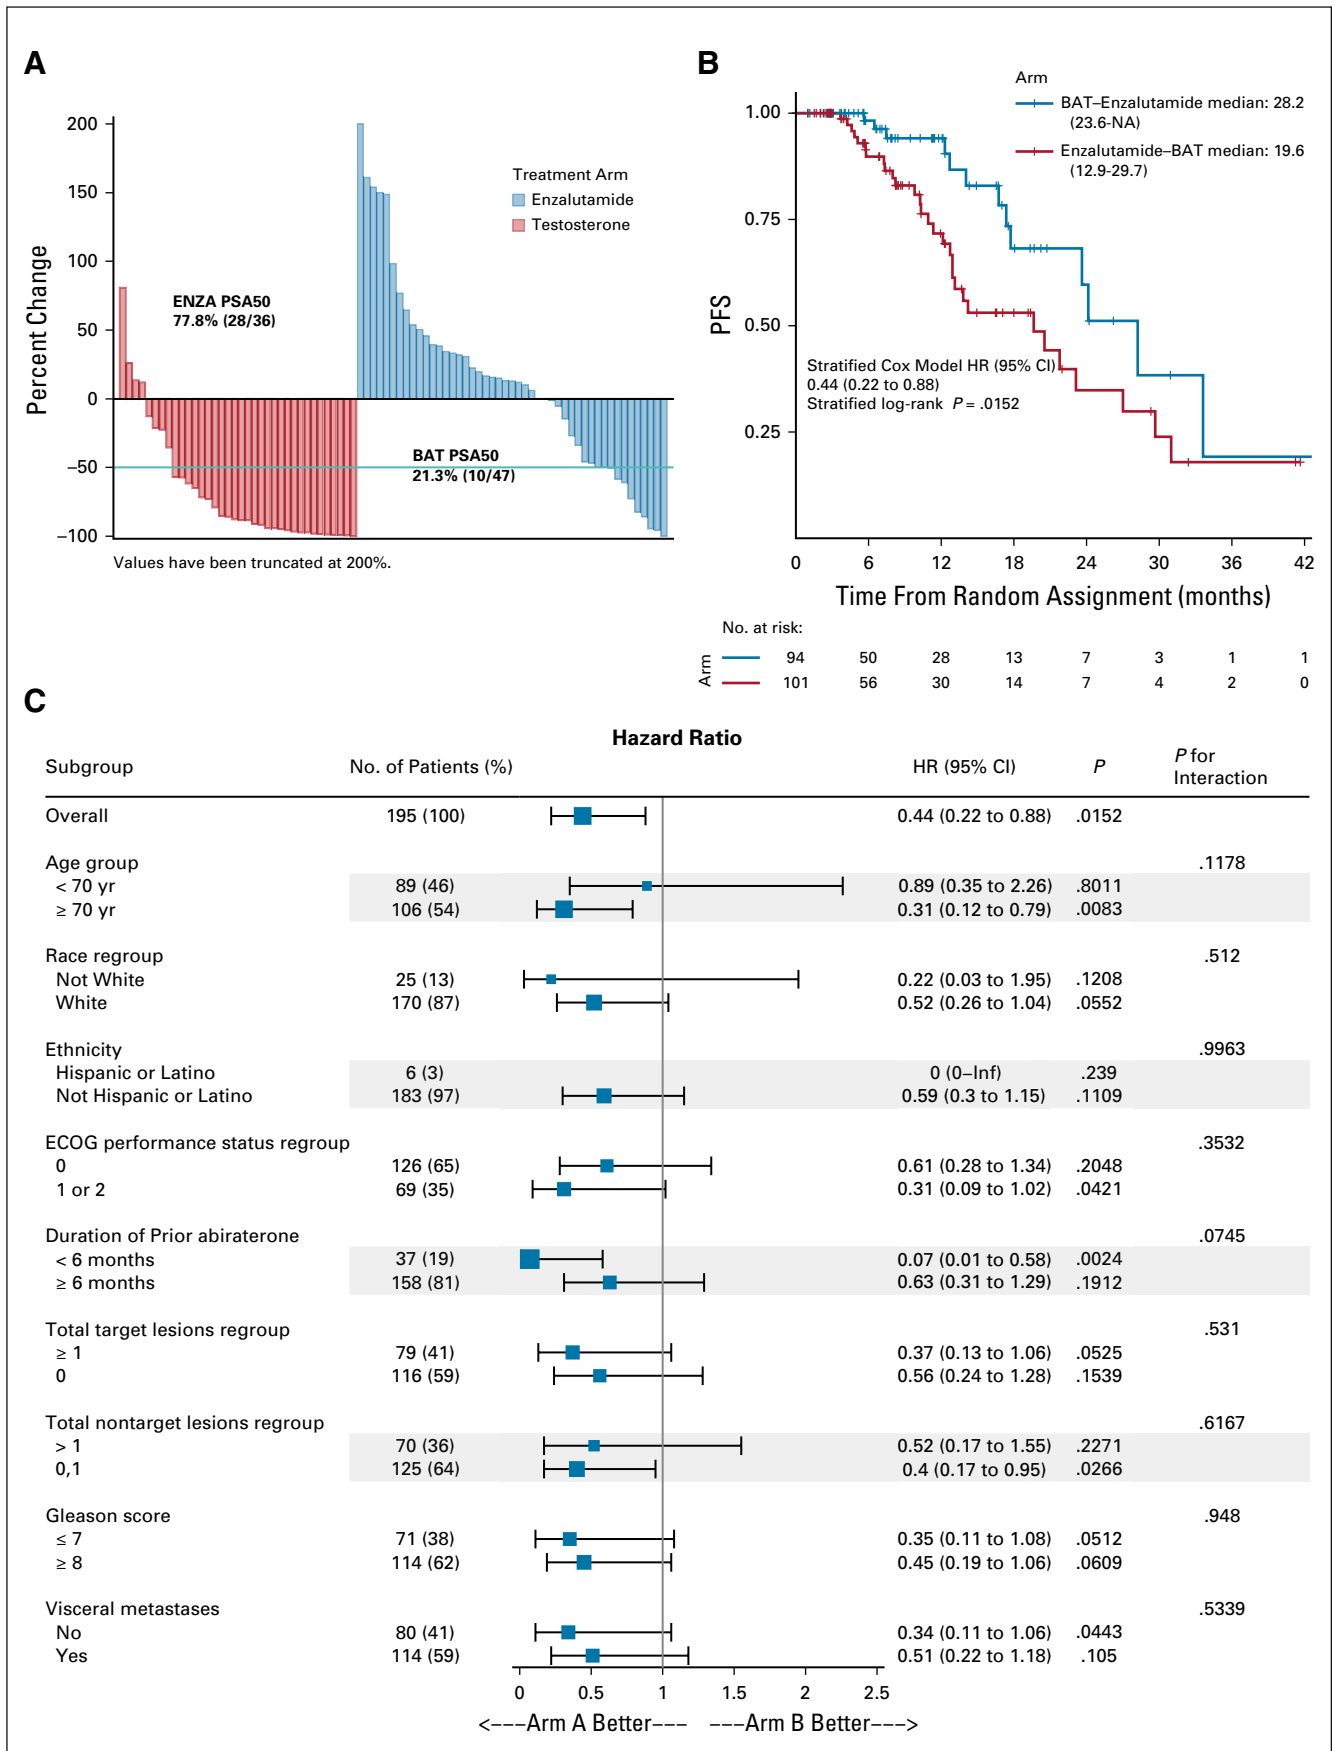 A
200
150
100
50
0
−50
−100
Percent Change
Treatment Arm
Enzalutamide
Testosterone
ENZA PSA50
77.8% (28/36)
BAT PSA50
21.3% (10/47)
Values have been truncated at 200%.
B
Arm
BAT–Enzalutamide median: 28.2
(23.6-NA)
Enzalutamide–BAT median: 19.6
(12.9-29.7)
1.00
0.75
0.50
0.25
PFS
Stratified Cox Model HR (95% CI)
0.44 (0.22 to 0.88)
Stratified log-rank P = .0152
0 6 12 18 24 30 36 42
Time From Random Assignment (months)
No. at risk:
Arm
94 50 28 13 7 3 1 1
101 56 30 14 7 4 2 0
C
Hazard Ratio
Subgroup No. of Patients (%) HR (95% CI) P P for Interaction
Overall 195 (100) 0.44 (0.22 to 0.88) .0152
Age group .1178
< 70 yr 89 (46) 0.89 (0.35 to 2.26) .8011
≥ 70 yr 106 (54) 0.31 (0.12 to 0.79) .0083
Race regroup .512
Not White 25 (13) 0.22 (0.03 to 1.95) .1208
White 170 (87) 0.52 (0.26 to 1.04) .0552
Ethnicity .9963
Hispanic or Latino 6 (3) 0 (0–Inf) .239
Not Hispanic or Latino 183 (97) 0.59 (0.3 to 1.15) .1109
ECOG performance status regroup .3532
0 126 (65) 0.61 (0.28 to 1.34) .2048
1 or 2 69 (35) 0.31 (0.09 to 1.02) .0421
Duration of Prior abiraterone .0745
< 6 months 37 (19) 0.07 (0.01 to 0.58) .0024
≥ 6 months 158 (81) 0.63 (0.31 to 1.29) .1912
Total target lesions regroup .531
≥ 1 79 (41) 0.37 (0.13 to 1.06) .0525
0 116 (59) 0.56 (0.24 to 1.28) .1539
Total nontarget lesions regroup .6167
> 1 70 (36) 0.52 (0.17 to 1.55) .2271
0,1 125 (64) 0.4 (0.17 to 0.95) .0266
Gleason score .948
≤ 7 71 (38) 0.35 (0.11 to 1.08) .0512
≥ 8 114 (62) 0.45 (0.19 to 1.06) .0609
Visceral metastases .5339
No 80 (41) 0.34 (0.11 to 1.06) .0443
Yes 114 (59) 0.51 (0.22 to 1.18) .105
0 0.5 1 1.5 2 2.5
<---Arm A Better--- ---Arm B Better--->